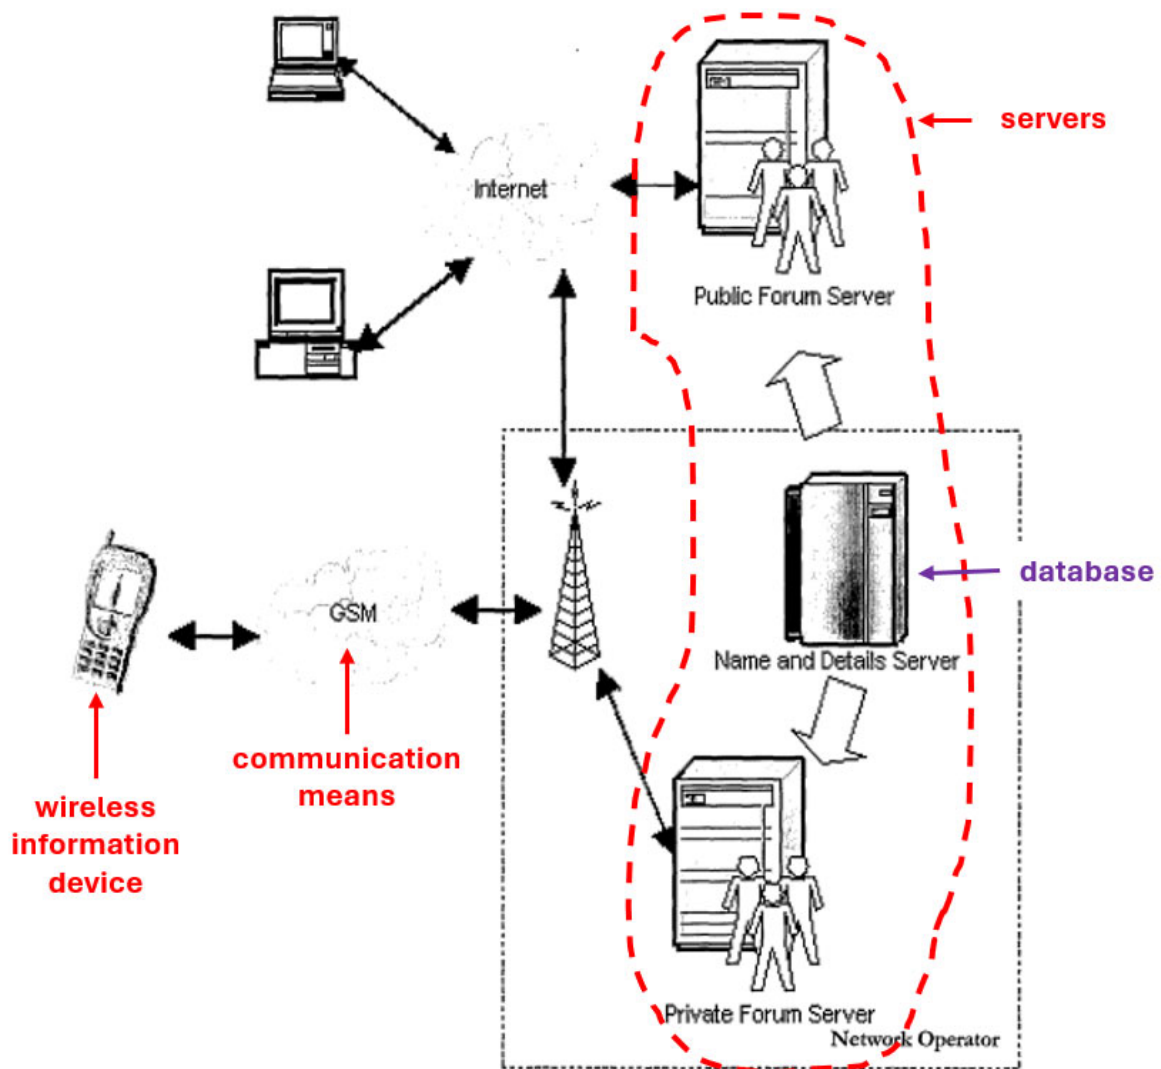 servers
Internet
Public Forum Server
database
GSM
Name and Details Server
communication
means
wireless
information
device
Private Forum Server
Network Operator